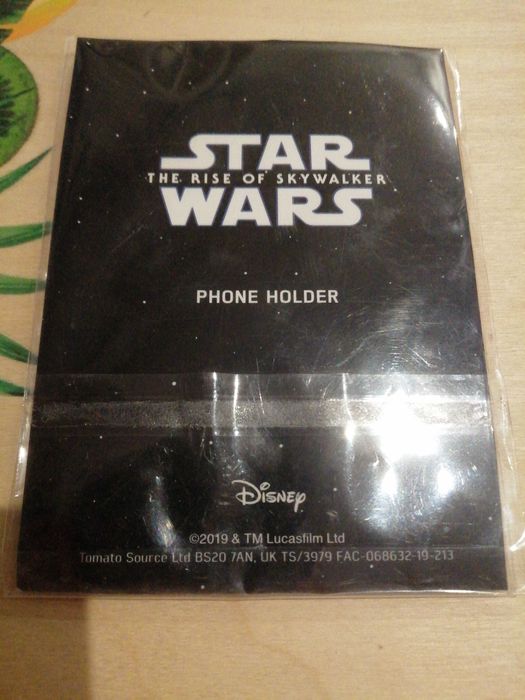 STAR
THE RISE OF SKYWALKER
WARS
PHONE HOLDER
Disney
©2019 & TM Lucasfilm Ltd
Tomato Source Ltd BS20 7AN, UK TS/3979 FAC-068632-19-213